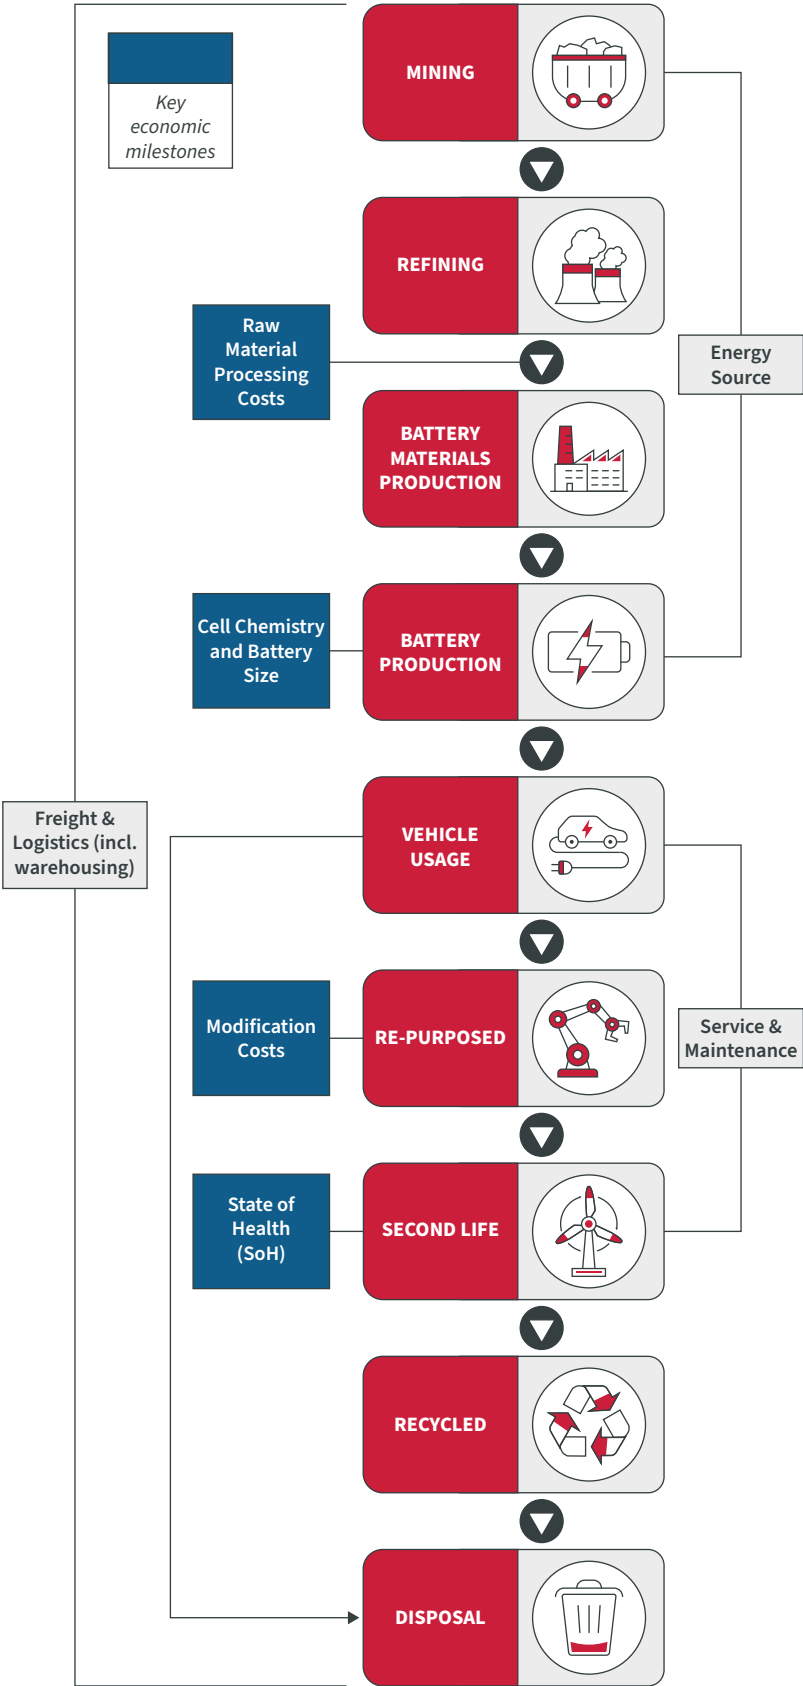 MINING
Key
economic
milestones
REFINING
Raw
Material
Processing
Costs
Energy
Source
BATTERY
MATERIALS
PRODUCTION
Cell Chemistry
and Battery
Size
BATTERY
PRODUCTION
Freight &
Logistics (incl.
warehousing)
VEHICLE
USAGE
Modification
Costs
RE-PURPOSED
Service &
Maintenance
State of
Health
(SoH)
SECOND LIFE
RECYCLED
DISPOSAL